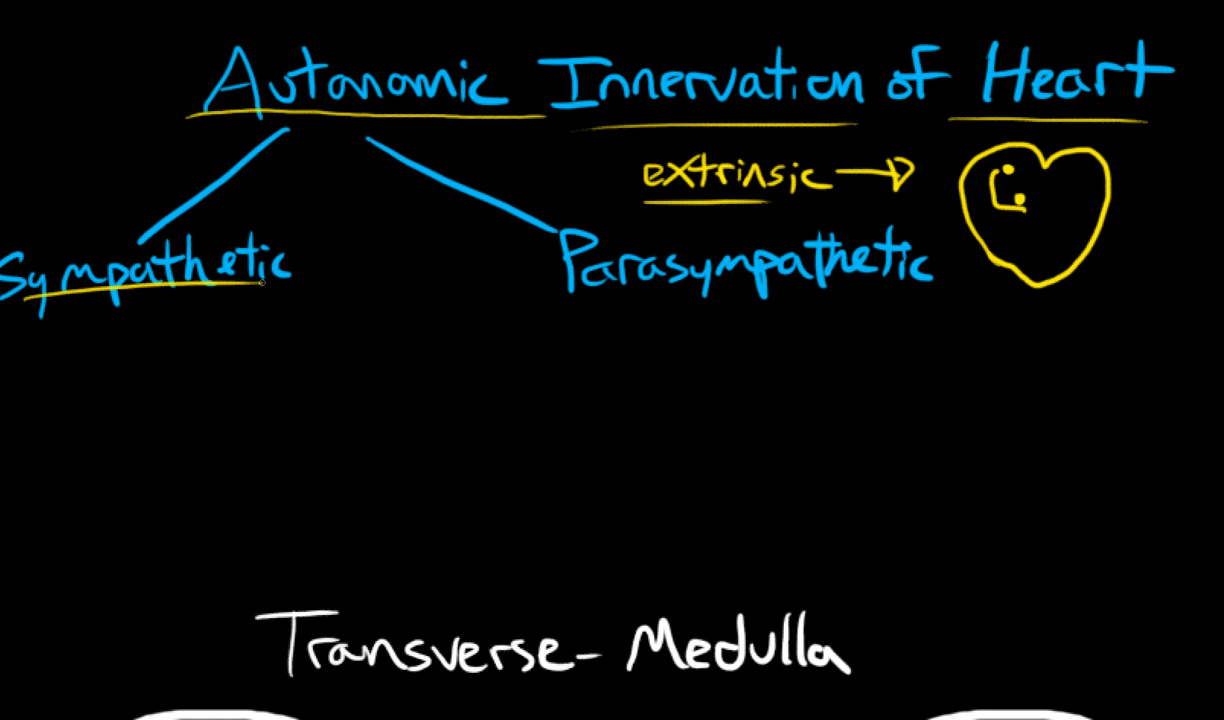 Autonomic Innervation of Heart
extrinsic →
Sympathetic Parasympathetic
Transverse - Medulla